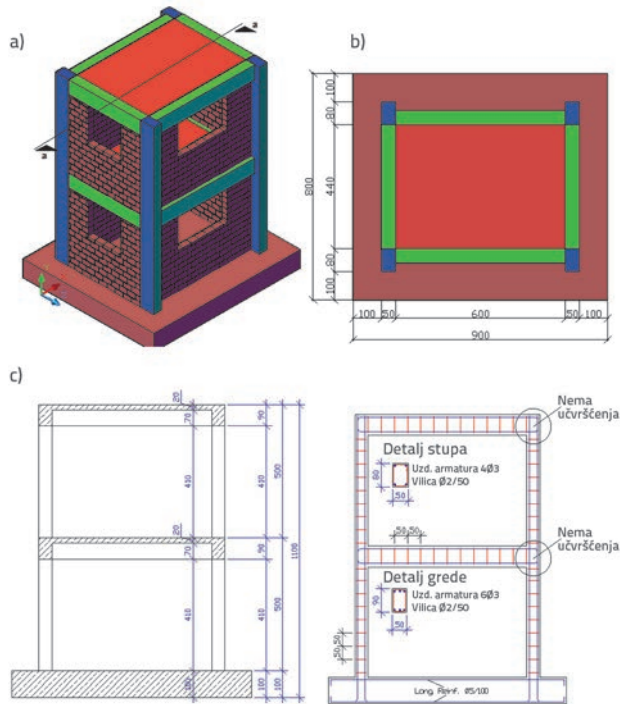 a)
a
a
b)
100
80
440
80
100
800
100
50
600
50
100
900
c)
20
70
90
410
410
500
20
70
90
410
410
500
1100
100
100
100
Nema
učvršćenja
Detalj stupa
80
50
Uzd. armatura 4Ø3
Vilica Ø2/50
50 50
Nema
učvršćenja
Detalj grede
90
50
Uzd. armatura 6Ø3
Vilica Ø2/50
50 50
Long. Reinf. Ø5/100